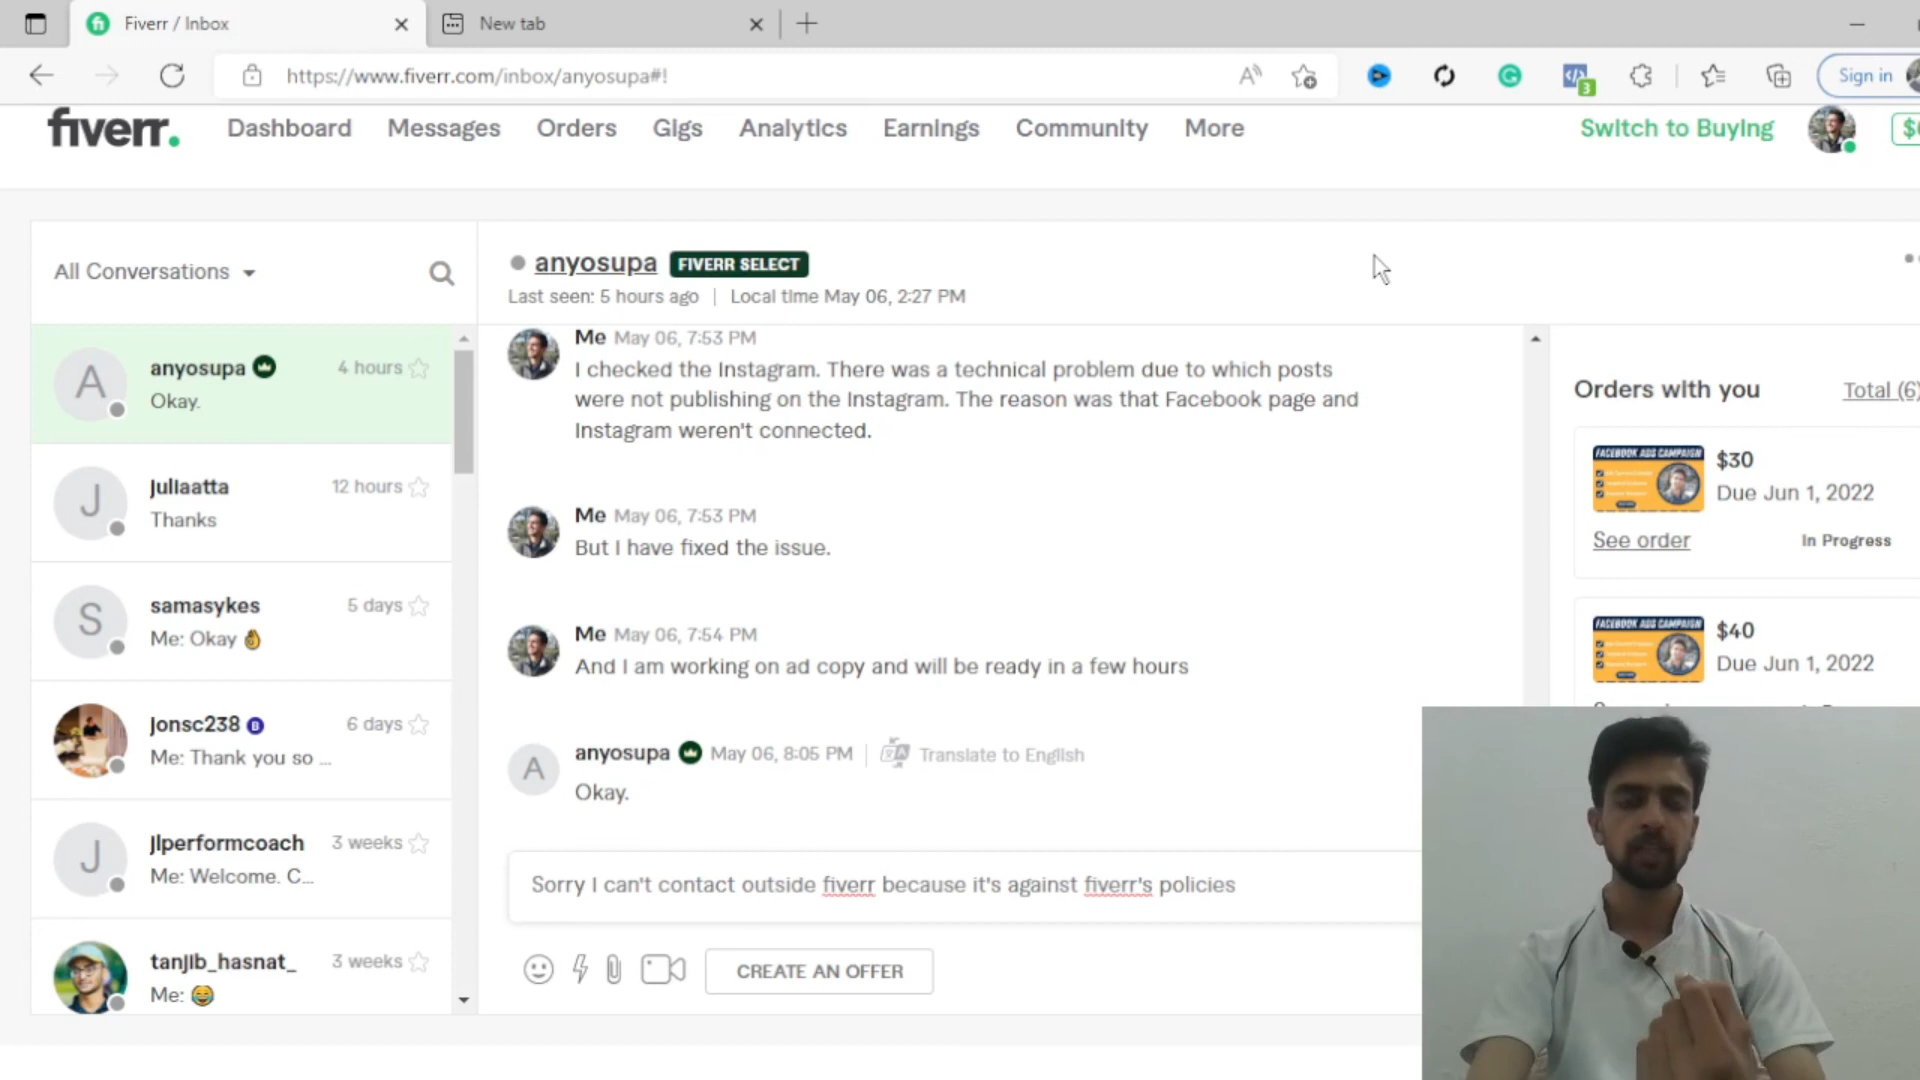 Fiverr / Inbox
New tab
https://www.fiverr.com/inbox/anyosupa#!
Sign in
3
fiverr.
Dashboard
Messages
Orders
Gigs
Analytics
Earnings
Community
More
Switch to Buying
All Conversations
anyosupa
4 hours
Okay.
juliaatta
12 hours
Thanks
samasykes
5 days
Me: Okay 👌
jonsc238
6 days
Me: Thank you so ...
jlperformcoach
3 weeks
Me: Welcome. C...
tanjib_hasnat_
3 weeks
Me: 😂
anyosupa FIVERR SELECT
Last seen: 5 hours ago | Local time May 06, 2:27 PM
Me May 06, 7:53 PM
I checked the Instagram. There was a technical problem due to which posts
were not publishing on the Instagram. The reason was that Facebook page and
Instagram weren't connected.
Me May 06, 7:53 PM
But I have fixed the issue.
Me May 06, 7:54 PM
And I am working on ad copy and will be ready in a few hours
anyosupa May 06, 8:05 PM | Translate to English
Okay.
Sorry I can't contact outside fiverr because it's against fiverr's policies
CREATE AN OFFER
Orders with you
Total (6)
FACEBOOK ADS CAMPAIGN
$30
Due Jun 1, 2022
See order
In Progress
FACEBOOK ADS CAMPAIGN
$40
Due Jun 1, 2022
A
J
S
J
A